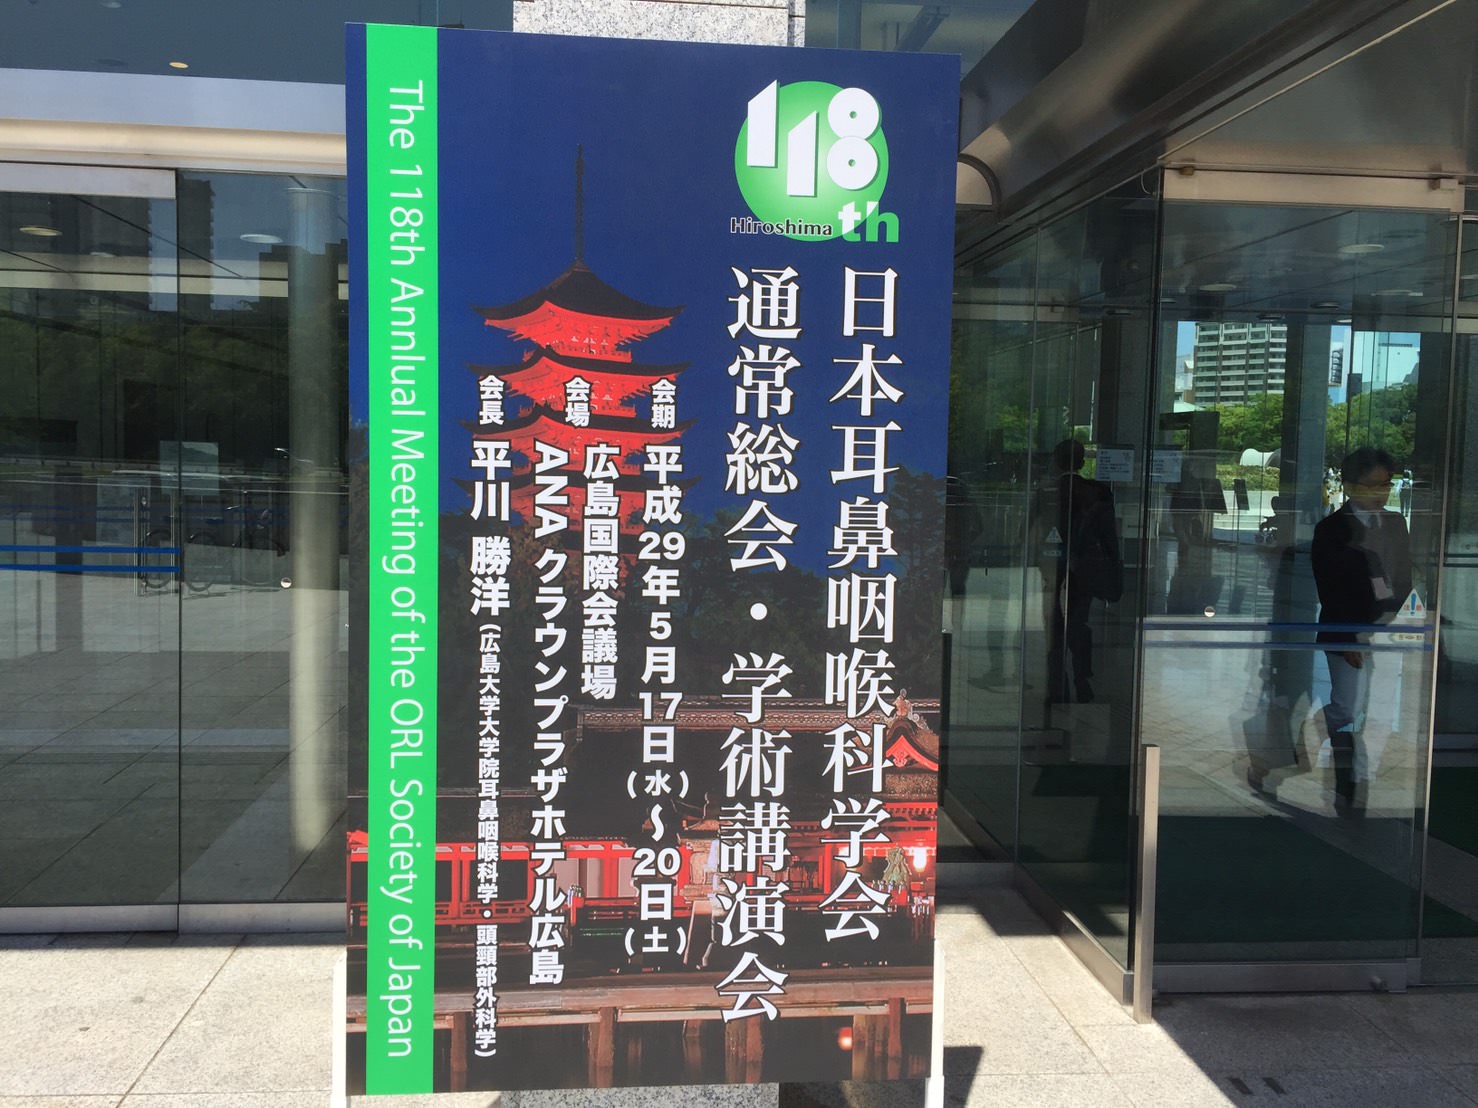 118th
Hiroshima
日本耳鼻咽喉科学会
通常総会・学術講演会
会期 平成29年5月17日(水)～20日(土)
会場 広島国際会議場
ANAクラウンプラザホテル広島
会長 平川 勝洋(広島大学大学院耳鼻咽喉科学・頭頸部外科学)
The 118th Annlual Meeting of the ORL Society of Japan